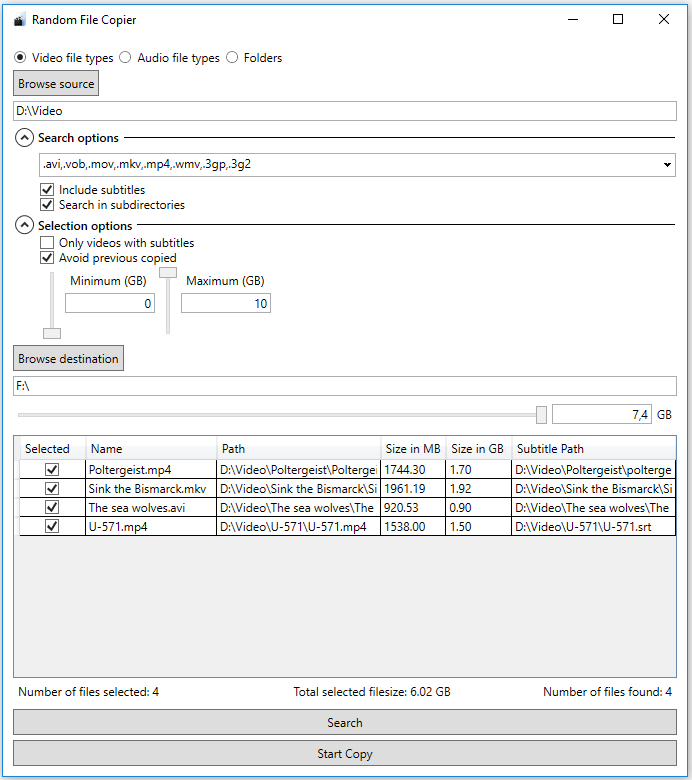 Random File Copier
Video file types Audio file types Folders
Browse source
D:\Video
Search options
.avi,.vob,.mov,.mkv,.mp4,.wmv,.3gp,.3g2
Include subtitles
Search in subdirectories
Selection options
Only videos with subtitles
Avoid previous copied
Minimum (GB) Maximum (GB)
0 10
Browse destination
F:\
7,4 GB
Selected Name Path Size in MB Size in GB Subtitle Path
Poltergeist.mp4 D:\Video\Poltergeist\Poltergei 1744.30 1.70 D:\Video\Poltergeist\polterge
Sink the Bismarck.mkv D:\Video\Sink the Bismarck\Si 1961.19 1.92 D:\Video\Sink the Bismarck\Si
The sea wolves.avi D:\Video\The sea wolves\The 920.53 0.90 D:\Video\The sea wolves\The
U-571.mp4 D:\Video\U-571\U-571.mp4 1538.00 1.50 D:\Video\U-571\U-571.srt
Number of files selected: 4 Total selected filesize: 6.02 GB Number of files found: 4
Search
Start Copy